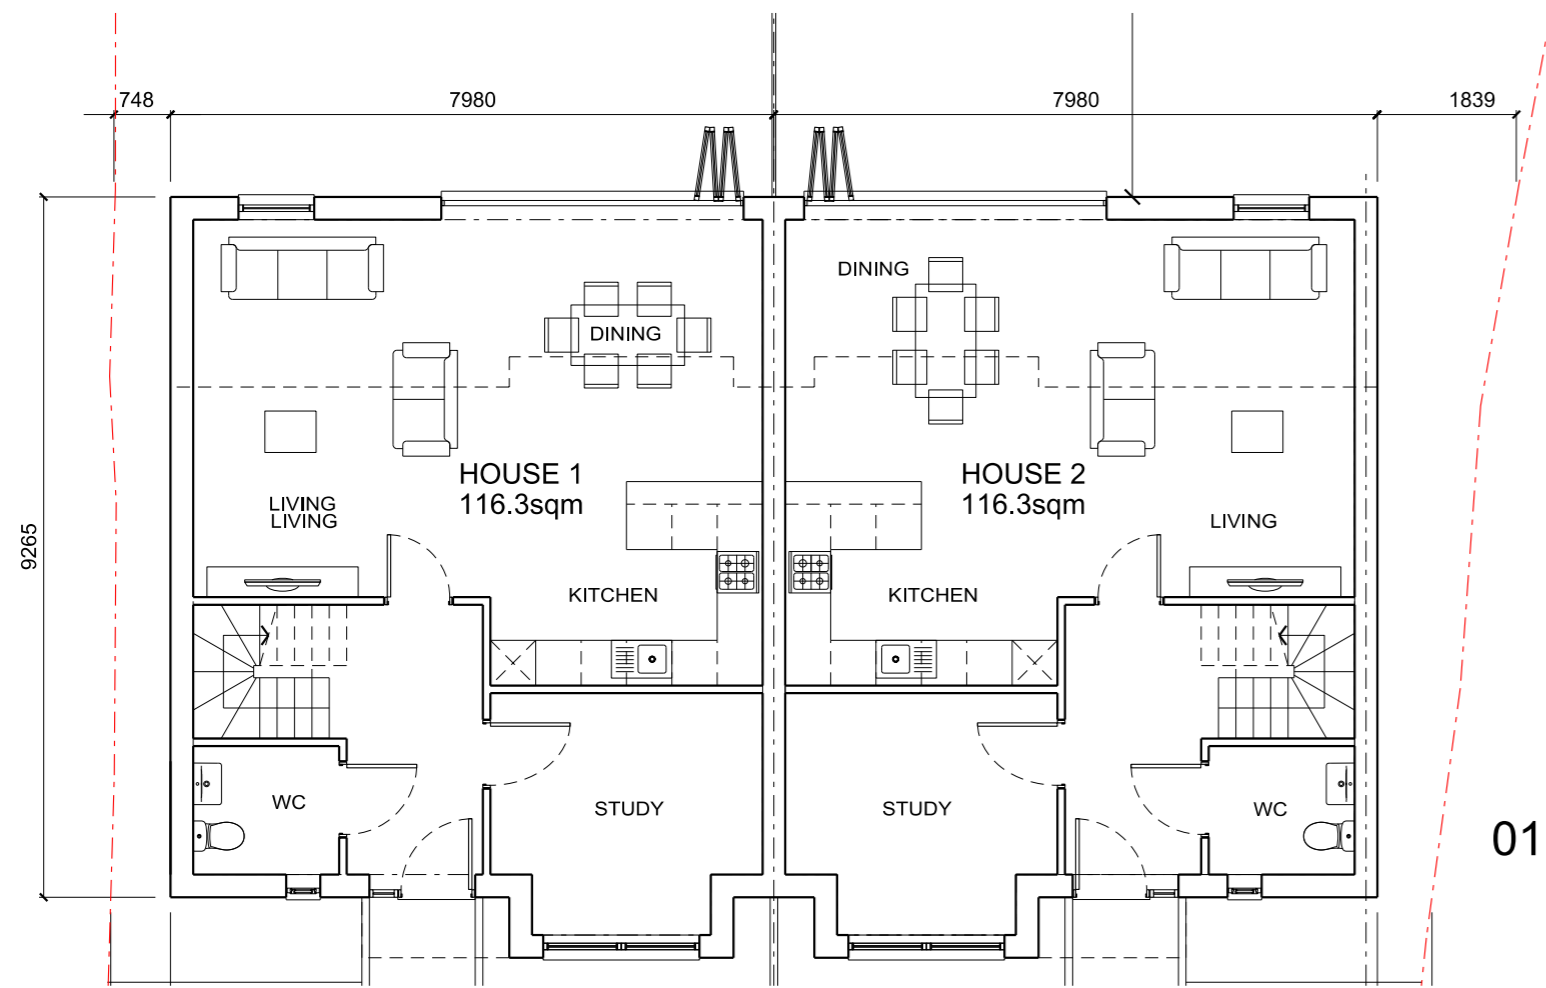 748
7980
7980
1839
DINING
DINING
HOUSE 1
116.3sqm
HOUSE 2
116.3sqm
LIVING
LIVING
LIVING
9265
KITCHEN
KITCHEN
WC
STUDY
STUDY
WC
01